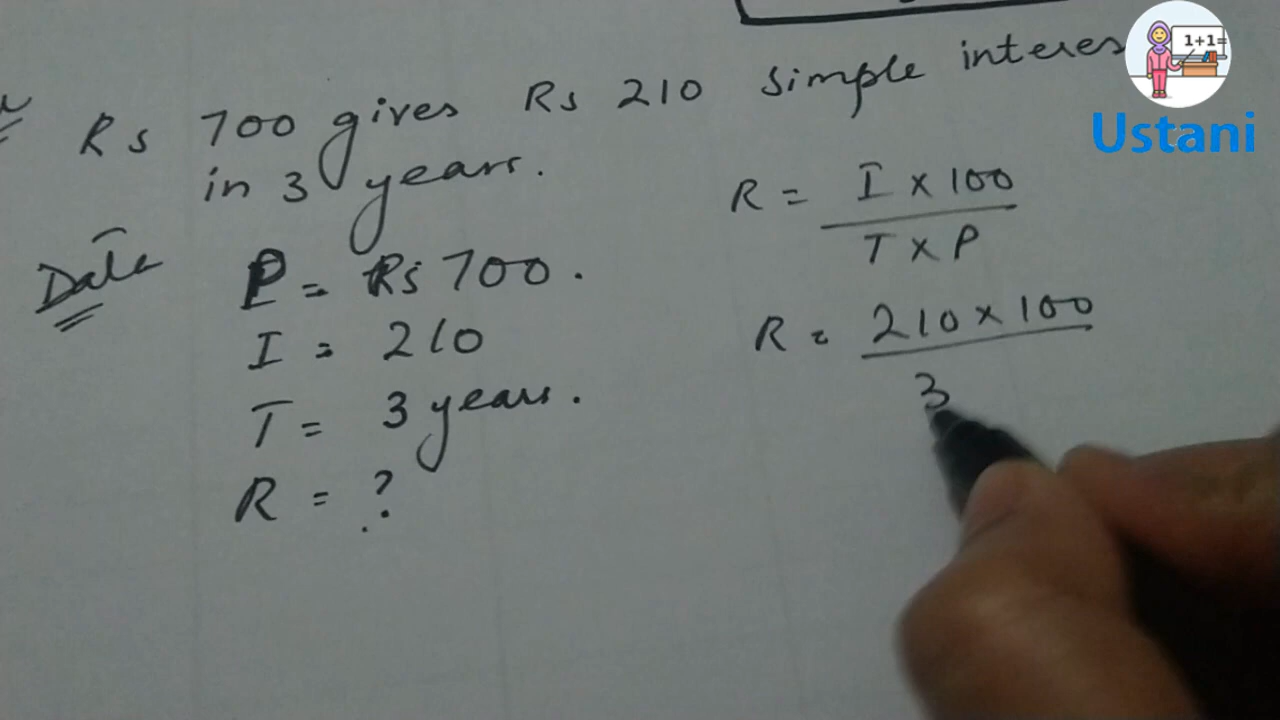 Rs 700 gives Rs 210 simple interes
in 3 years.
Data
P = Rs 700.
I = 210
T = 3 years.
R = ?
R = I × 100
T × P
R = 210 × 100
3
1+1=
Ustani